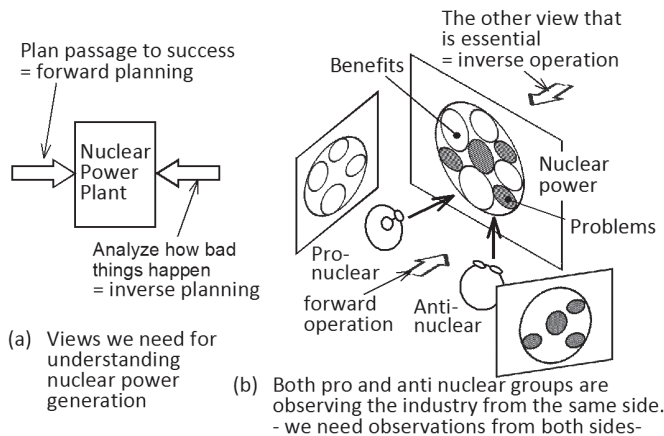 Plan passage to success
= forward planning
Nuclear
Power
Plant
Analyze how bad
things happen
= inverse planning
(a) Views we need for
understanding
nuclear power
generation
The other view that
is essential
= inverse operation
Benefits
Nuclear
power
Problems
Pro-
nuclear
forward
operation
Anti-
nuclear
(b) Both pro and anti nuclear groups are
observing the industry from the same side.
- we need observations from both sides-